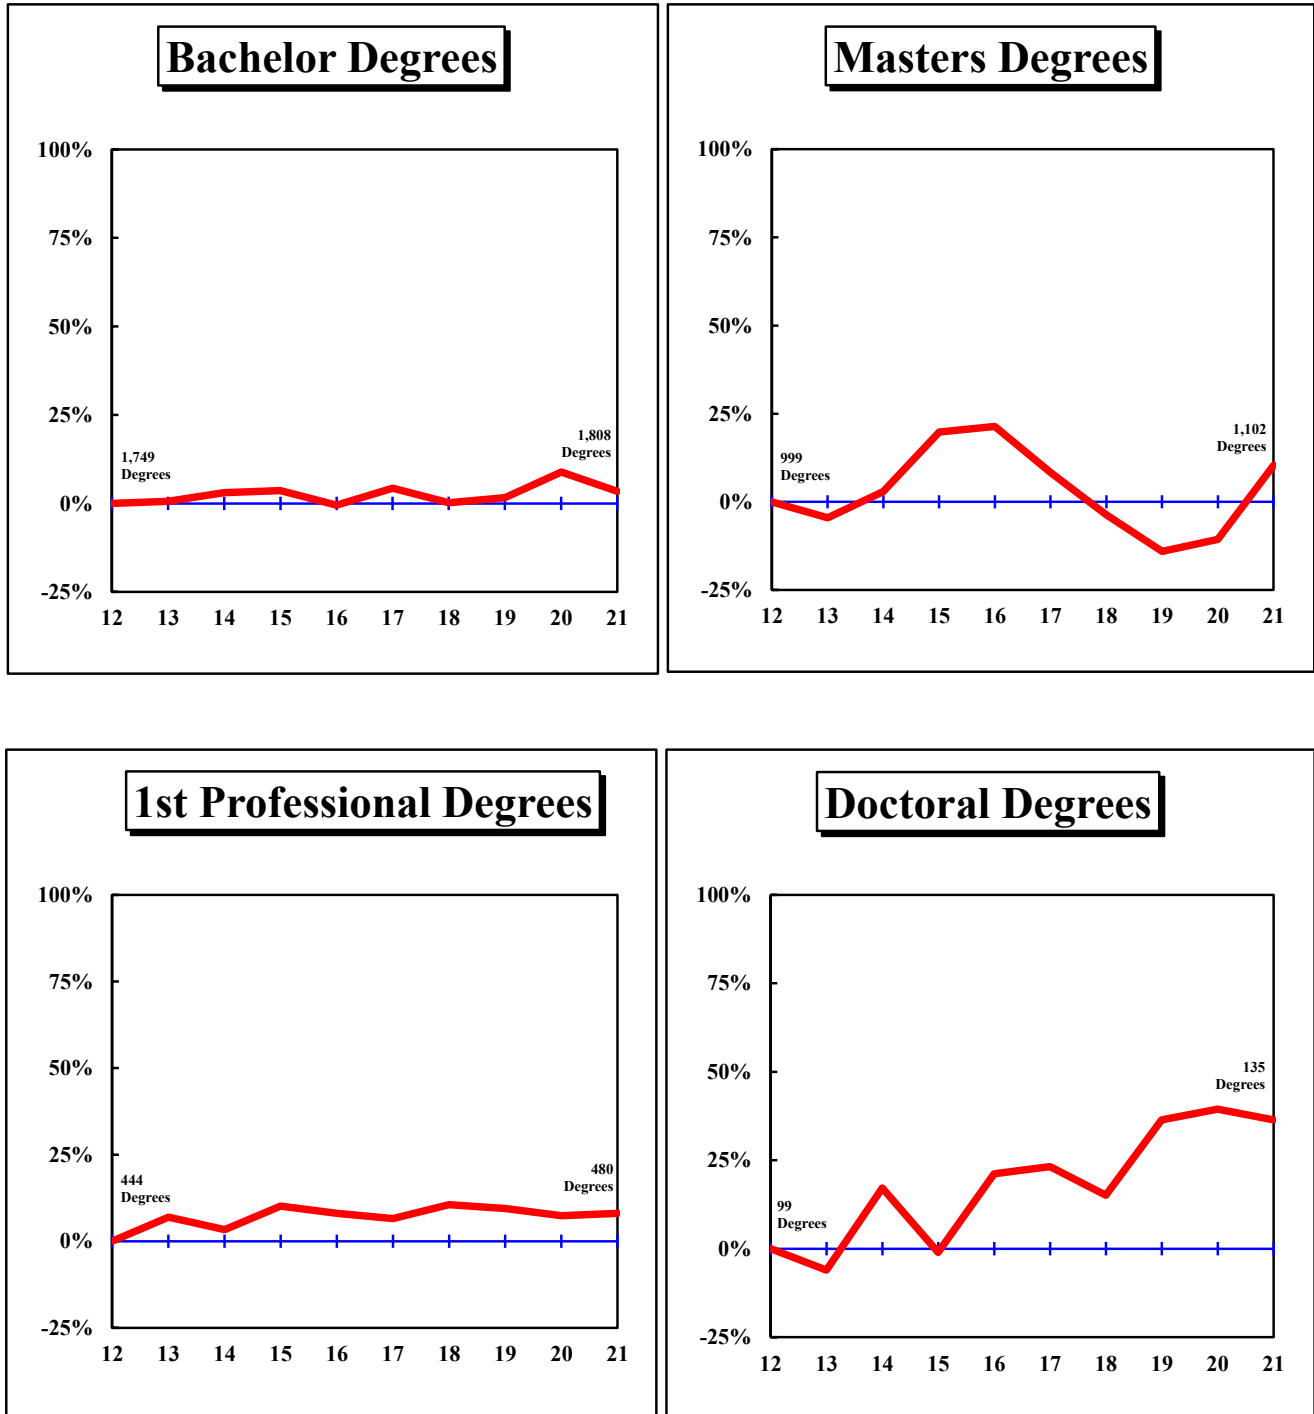 Bachelor Degrees
100%
75%
50%
25%
0%
-25%
1,749
Degrees
1,808
Degrees
12 13 14 15 16 17 18 19 20 21
Masters Degrees
100%
75%
50%
25%
0%
-25%
999
Degrees
1,102
Degrees
12 13 14 15 16 17 18 19 20 21
1st Professional Degrees
100%
75%
50%
25%
0%
-25%
444
Degrees
480
Degrees
12 13 14 15 16 17 18 19 20 21
Doctoral Degrees
100%
75%
50%
25%
0%
-25%
99
Degrees
135
Degrees
12 13 14 15 16 17 18 19 20 21